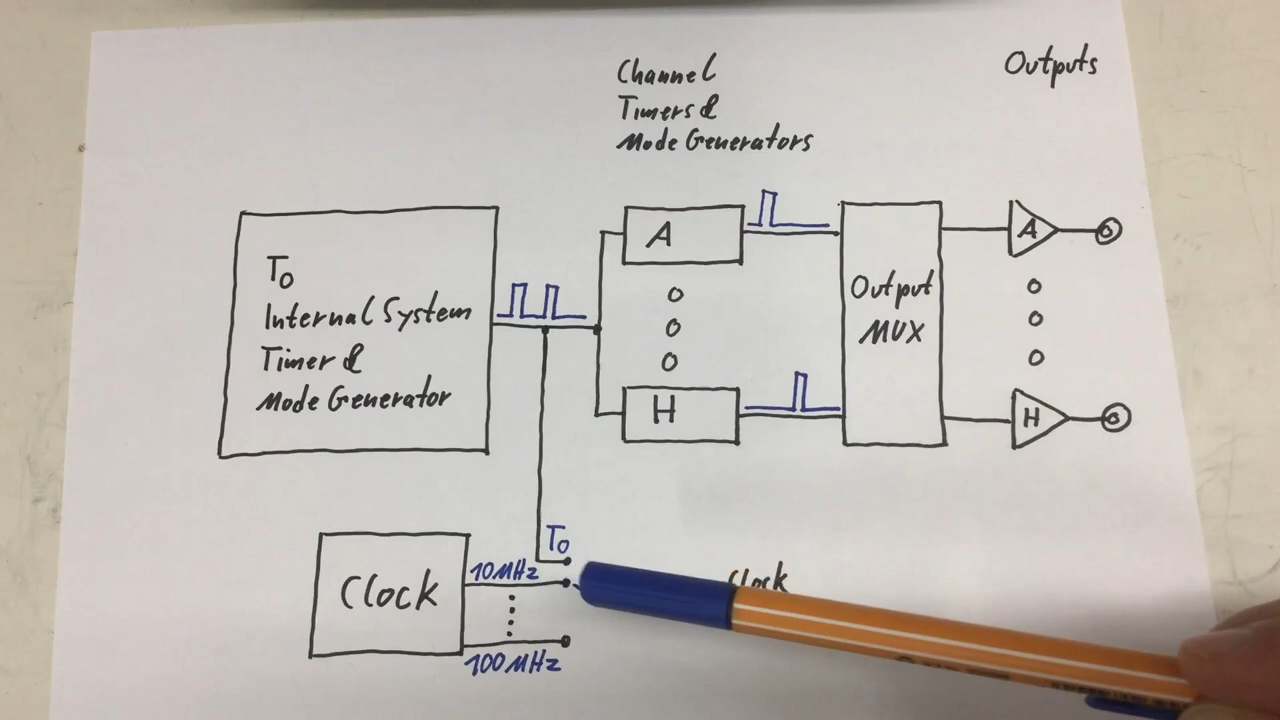 Channel
Timers &
Mode Generators
Outputs
T0
Internal System
Timer &
Mode Generator
A
H
Output
MUX
A
H
T0
Clock
10MHz
100MHz
Clock